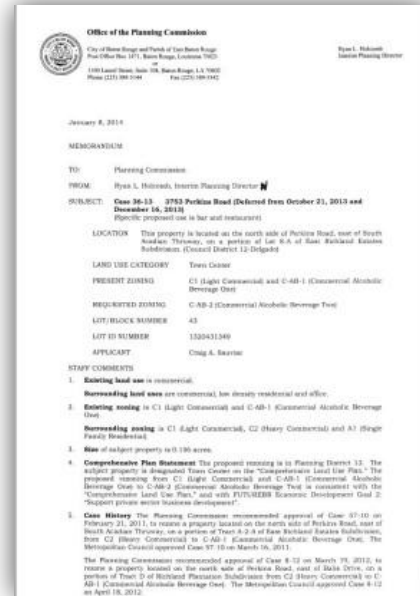 Office of the Planning Commission
City of Baton Rouge and Parish of East Baton Rouge
Post Office Box 1471, Baton Rouge, Louisiana 70821
or
1100 Laurel Street, Suite 104, Baton Rouge, LA 70802
Phone (225) 389-3144 Fax (225) 389-5342
Ryan L. Holcomb
Interim Planning Director
January 8, 2014
MEMORANDUM
TO: Planning Commission
FROM: Ryan L. Holcomb, Interim Planning Director
SUBJECT: Case 36-13 3753 Perkins Road (Deferred from October 21, 2013 and
December 16, 2013)
(Specific proposed use is bar and restaurant)
LOCATION This property is located on the north side of Perkins Road, east of South
Acadian Thruway, on a portion of Lot 8-A of East Richland Estates
Subdivision. (Council District 12-Delgado)
LAND USE CATEGORY Town Center
PRESENT ZONING C1 (Light Commercial) and C-AB-1 (Commercial Alcoholic
Beverage One)
REQUESTED ZONING C-AB-2 (Commercial Alcoholic Beverage Two)
LOT/BLOCK NUMBER 43
LOT ID NUMBER 1320431349
APPLICANT Craig A.
STAFF COMMENTS
1. Existing land use is commercial.
Surrounding land uses are commercial, low density residential and office.
2. Existing zoning is C1 (Light Commercial) and C-AB-1 (Commercial Alcoholic Beverage
One).
Surrounding zoning is C1 (Light Commercial), C2 (Heavy Commercial) and A1 (Single
Family Residential).
3. Size of subject property is 0.106 acres.
4. Comprehensive Plan Statement The proposed rezoning is in Planning District 12. The
subject property is designated Town Center on the "Comprehensive Land Use Plan." The
proposed rezoning from C1 (Light Commercial) and C-AB-1 (Commercial Alcoholic
Beverage One) to C-AB-2 (Commercial Alcoholic Beverage Two) is consistent with the
"Comprehensive Land Use Plan," and with FUTUREBR Economic Development Goal 2:
"Support private sector business development".
5. Case History The Planning Commission recommended approval of Case 57-10 on
February 21, 2011, to rezone a property located on the north side of Perkins Road, east of
South Acadian Thruway, on a portion of Tract 8-2-A of East Richland Estates Subdivision,
from C2 (Heavy Commercial) to C-AB-1 (Commercial Alcoholic Beverage One). The
Metropolitan Council approved Case 57-10 on March 16, 2011.
The Planning Commission recommended approval of Case 8-12 on March 19, 2012, to
rezone a property located on the north side of Perkins Road, east of Balis Drive, on a
portion of Tract D of Richland Plantation Subdivision from C2 (Heavy Commercial) to C-
AB-1 (Commercial Alcoholic Beverage One). The Metropolitan Council approved Case 8-12
on April 18, 2012.